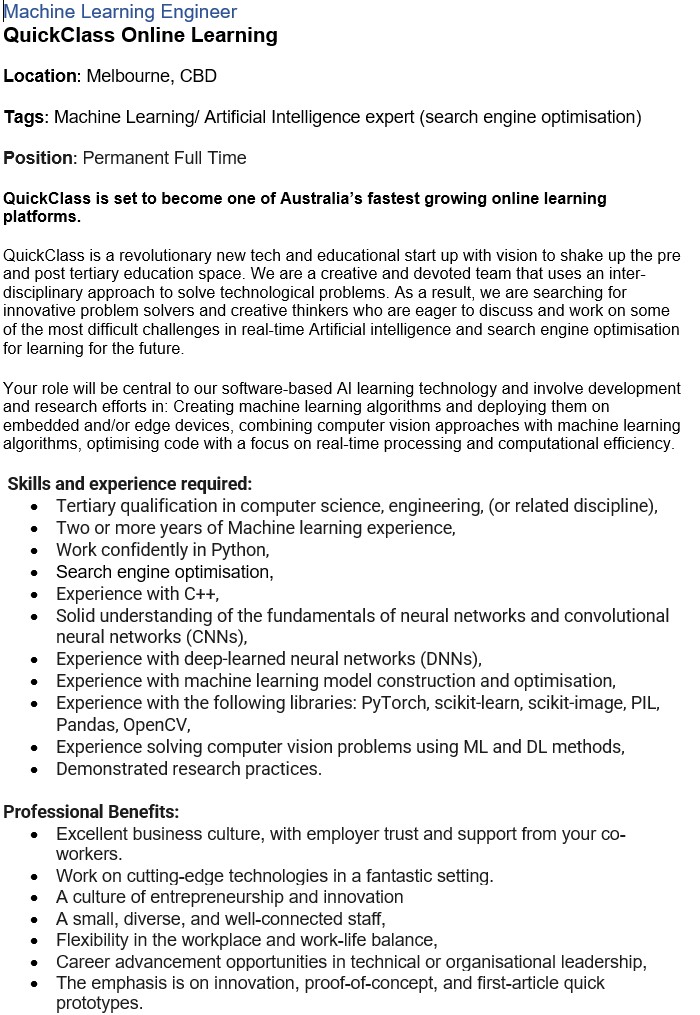 Machine Learning Engineer
QuickClass Online Learning
Location: Melbourne, CBD
Tags: Machine Learning/ Artificial Intelligence expert (search engine optimisation)
Position: Permanent Full Time
QuickClass is set to become one of Australia's fastest growing online learning
platforms.
QuickClass is a revolutionary new tech and educational start up with vision to shake up the pre
and post tertiary education space. We are a creative and devoted team that uses an inter-
disciplinary approach to solve technological problems. As a result, we are searching for
innovative problem solvers and creative thinkers who are eager to discuss and work on some
of the most difficult challenges in real-time Artificial intelligence and search engine optimisation
for learning for the future.
Your role will be central to our software-based AI learning technology and involve development
and research efforts in: Creating machine learning algorithms and deploying them on
embedded and/or edge devices, combining computer vision approaches with machine learning
algorithms, optimising code with a focus on real-time processing and computational efficiency.
Skills and experience required:
• Tertiary qualification in computer science, engineering, (or related discipline),
• Two or more years of Machine learning experience,
• Work confidently in Python,
• Search engine optimisation,
• Experience with C++,
• Solid understanding of the fundamentals of neural networks and convolutional
neural networks (CNNs),
• Experience with deep-learned neural networks (DNNs),
• Experience with machine learning model construction and optimisation,
• Experience with the following libraries: PyTorch, scikit-learn, scikit-image, PIL,
Pandas, OpenCV,
• Experience solving computer vision problems using ML and DL methods,
• Demonstrated research practices.
Professional Benefits:
• Excellent business culture, with employer trust and support from your co-
workers.
• Work on cutting-edge technologies in a fantastic setting.
• A culture of entrepreneurship and innovation
• A small, diverse, and well-connected staff,
• Flexibility in the workplace and work-life balance,
• Career advancement opportunities in technical or organisational leadership,
• The emphasis is on innovation, proof-of-concept, and first-article quick
prototypes.